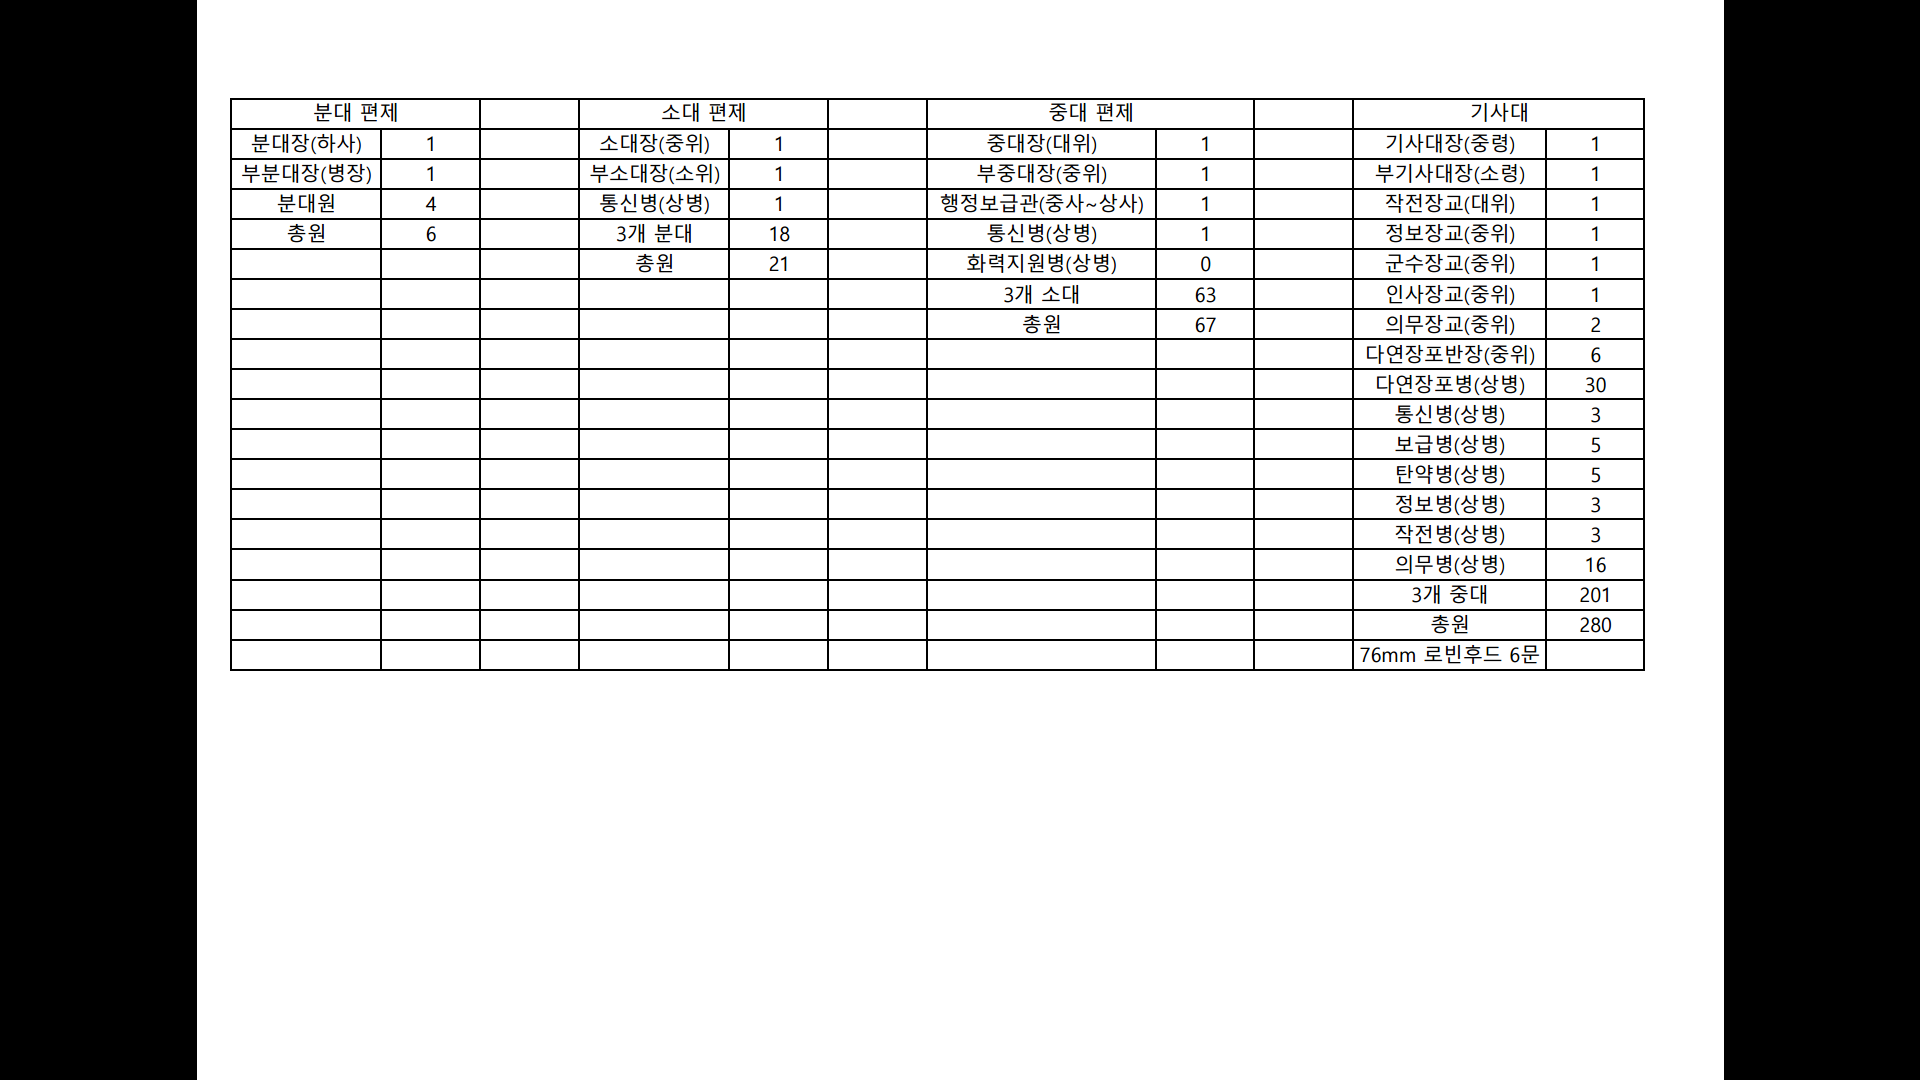 분대 편제 소대 편제 중대 편제 기사대
분대장(하사) 1 소대장(중위) 1 중대장(대위) 1 기사대장(중령) 1
부분대장(병장) 1 부소대장(소위) 1 부중대장(중위) 1 부기사대장(소령) 1
분대원 4 통신병(상병) 1 행정보급관(중사~상사) 1 작전장교(대위) 1
총원 6 3개 분대 18 통신병(상병) 1 정보장교(중위) 1
총원 21 화력지원병(상병) 0 군수장교(중위) 1
3개 소대 63 인사장교(중위) 1
총원 67 의무장교(중위) 2
다연장포반장(중위) 6
다연장포병(상병) 30
통신병(상병) 3
보급병(상병) 5
탄약병(상병) 5
정보병(상병) 3
작전병(상병) 3
의무병(상병) 16
3개 중대 201
총원 280
76mm 로빈후드 6문